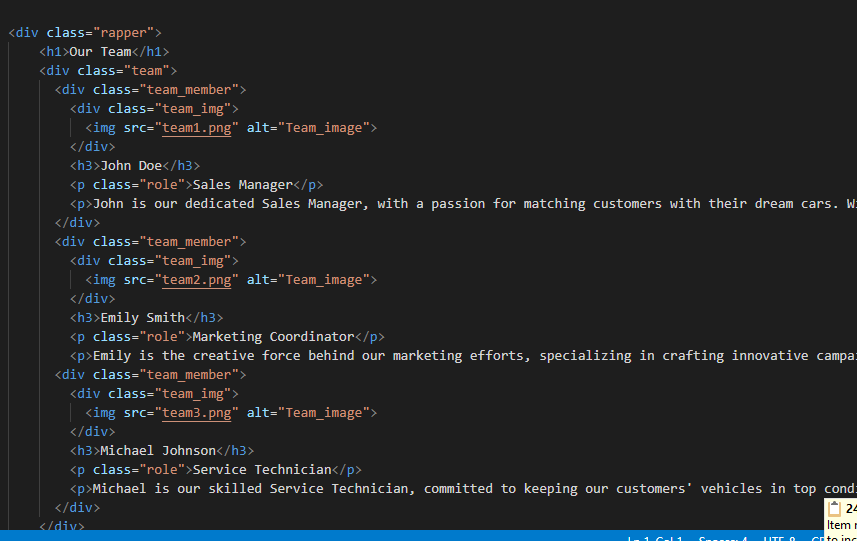 <div class="rapper">
<h1>Our Team</h1>
<div class="team">
<div class="team_member">
<div class="team_img">
<img src="team1.png" alt="Team_image">
</div>
<h3>John Doe</h3>
<p class="role">Sales Manager</p>
<p>John is our dedicated Sales Manager, with a passion for matching customers with their dream cars.
</div>
<div class="team_member">
<div class="team_img">
<img src="team2.png" alt="Team_image">
</div>
<h3>Emily Smith</h3>
<p class="role">Marketing Coordinator</p>
<p>Emily is the creative force behind our marketing efforts, specializing in crafting innovative
<div class="team_member">
<div class="team_img">
<img src="team3.png" alt="Team_image">
</div>
<h3>Michael Johnson</h3>
<p class="role">Service Technician</p>
<p>Michael is our skilled Service Technician, committed to keeping our customers' vehicles in top
</div>
</div>
24
Item
Ln 1, Col 1 Spaces: 4 UTF-8